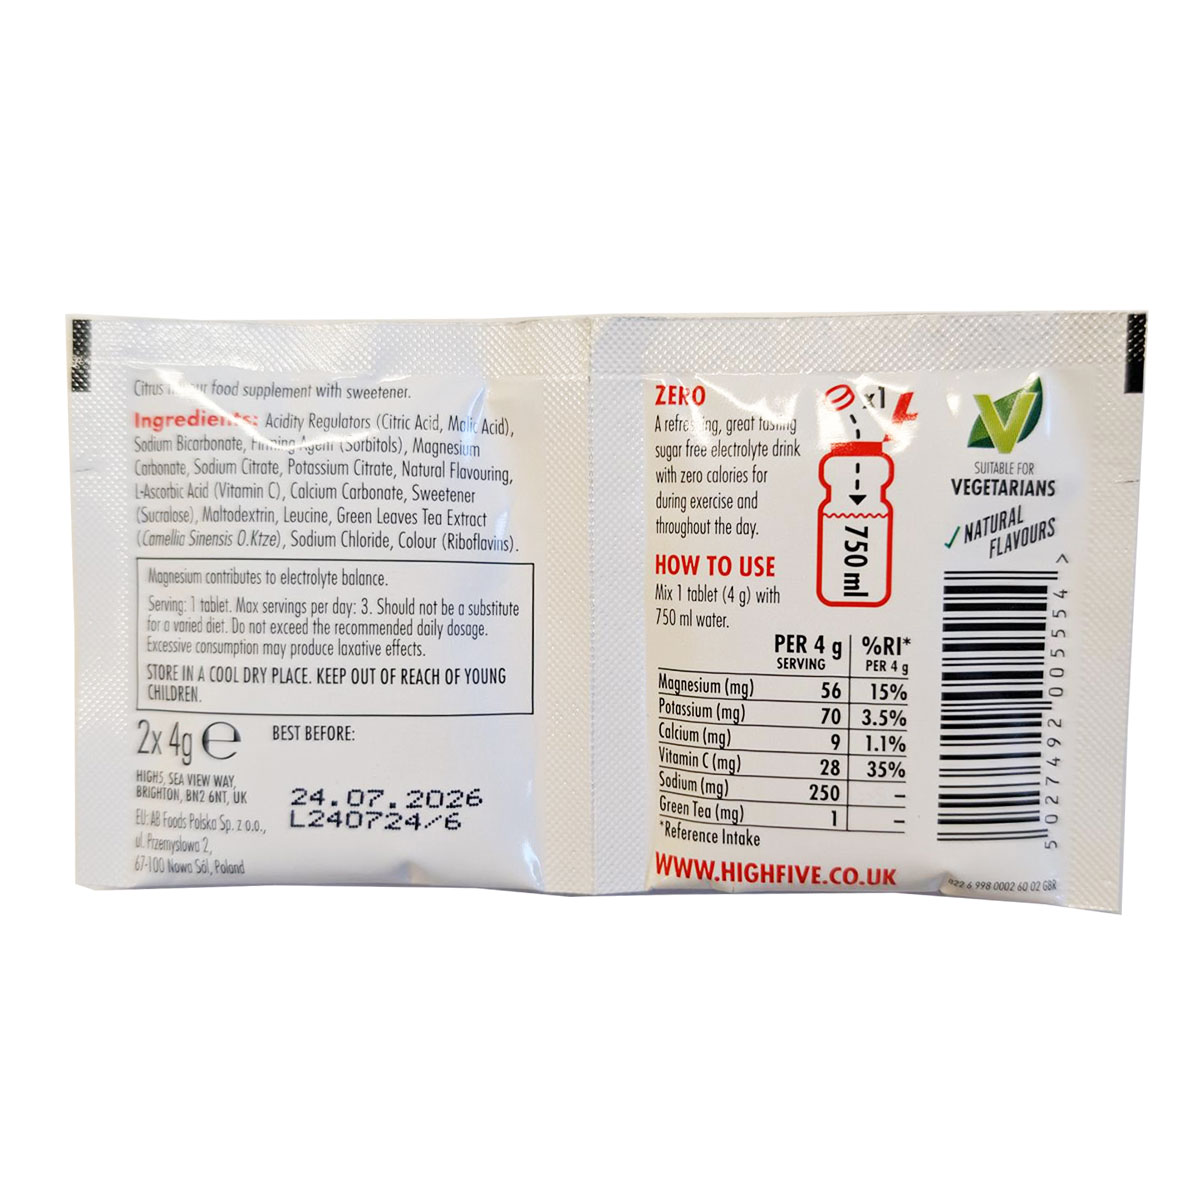 Citrus flavour food supplement with sweetener.
Ingredients: Acidity Regulators (Citric Acid, Malic Acid),
Sodium Bicarbonate, Firming Agent (Sorbitols), Magnesium
Carbonate, Sodium Citrate, Potassium Citrate, Natural Flavouring,
L-Ascorbic Acid (Vitamin C), Calcium Carbonate, Sweetener
(Sucralose), Maltodextrin, Leucine, Green Leaves Tea Extract
(Camellia Sinensis O.Ktze), Sodium Chloride, Colour (Riboflavins).
Magnesium contributes to electrolyte balance.
Serving: 1 tablet. Max servings per day: 3. Should not be a substitute
for a varied diet. Do not exceed the recommended daily dosage.
Excessive consumption may produce laxative effects.
STORE IN A COOL DRY PLACE. KEEP OUT OF REACH OF YOUNG
CHILDREN.
2x 4g ℮
BEST BEFORE:
24.07.2026
L240724/6
HIGH5, SEA VIEW WAY,
BRIGHTON, BN2 6NT, UK
EU: AB Foods Polska Sp. z o.o.,
ul. Przemysłowa 2,
67-100 Nowa Sól, Poland
ZERO
A refreshing, great tasting
sugar free electrolyte drink
with zero calories for
during exercise and
throughout the day.
HOW TO USE
Mix 1 tablet (4 g) with
750 ml water.
x1
750 ml
PER 4 g SERVING %RI* PER 4 g
Magnesium (mg) 56 15%
Potassium (mg) 70 3.5%
Calcium (mg) 9 1.1%
Vitamin C (mg) 28 35%
Sodium (mg) 250 –
Green Tea (mg) 1 –
*Reference Intake
WWW.HIGHFIVE.CO.UK
V
SUITABLE FOR
VEGETARIANS
✓ NATURAL
FLAVOURS
5 027492 005554 >
022 6 998 0002 60 02 GBR